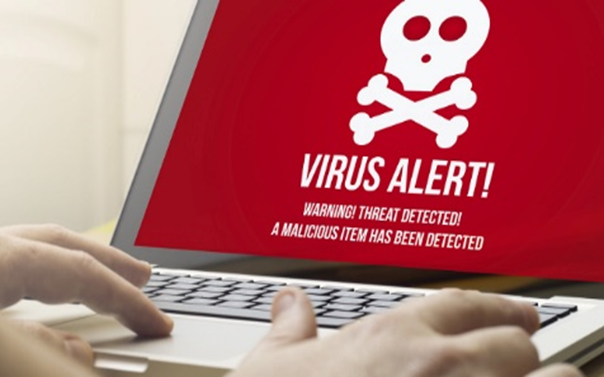 VIRUS ALERT!
WARNING! THREAT DETECTED!
A MALICIOUS ITEM HAS BEEN DETECTED